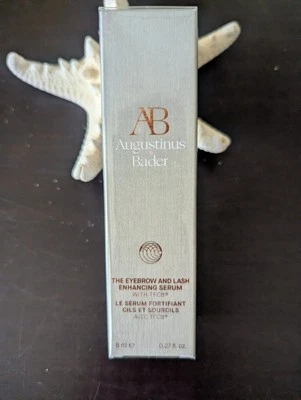 AB
Augustinus
Bader
THE EYEBROW AND LASH
ENHANCING SERUM
WITH TFC8®
LE SÉRUM FORTIFIANT
CILS ET SOURCILS
AVEC TFC8®
8 ml ℮ 0.27 fl. oz.